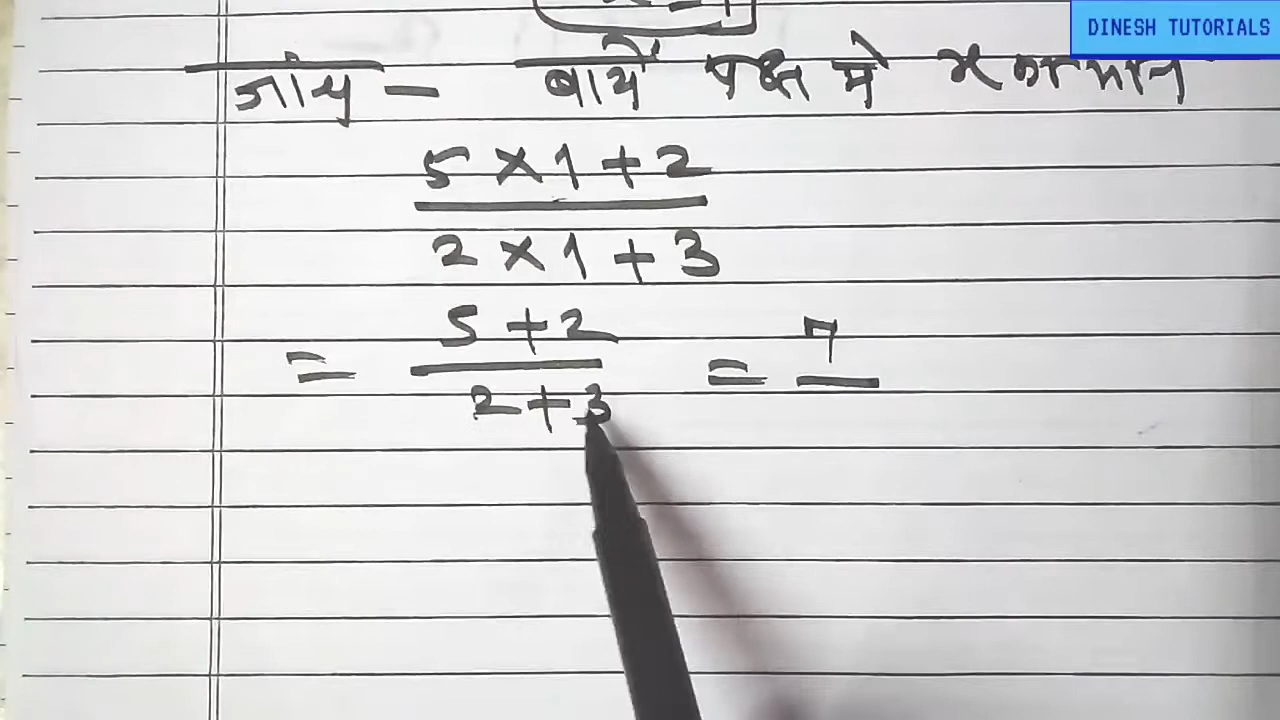 DINESH TUTORIALS
जांच - बायें पक्ष में x का मान
5 × 1 + 2
2 × 1 + 3
= 5 + 2 = 7
2 + 3